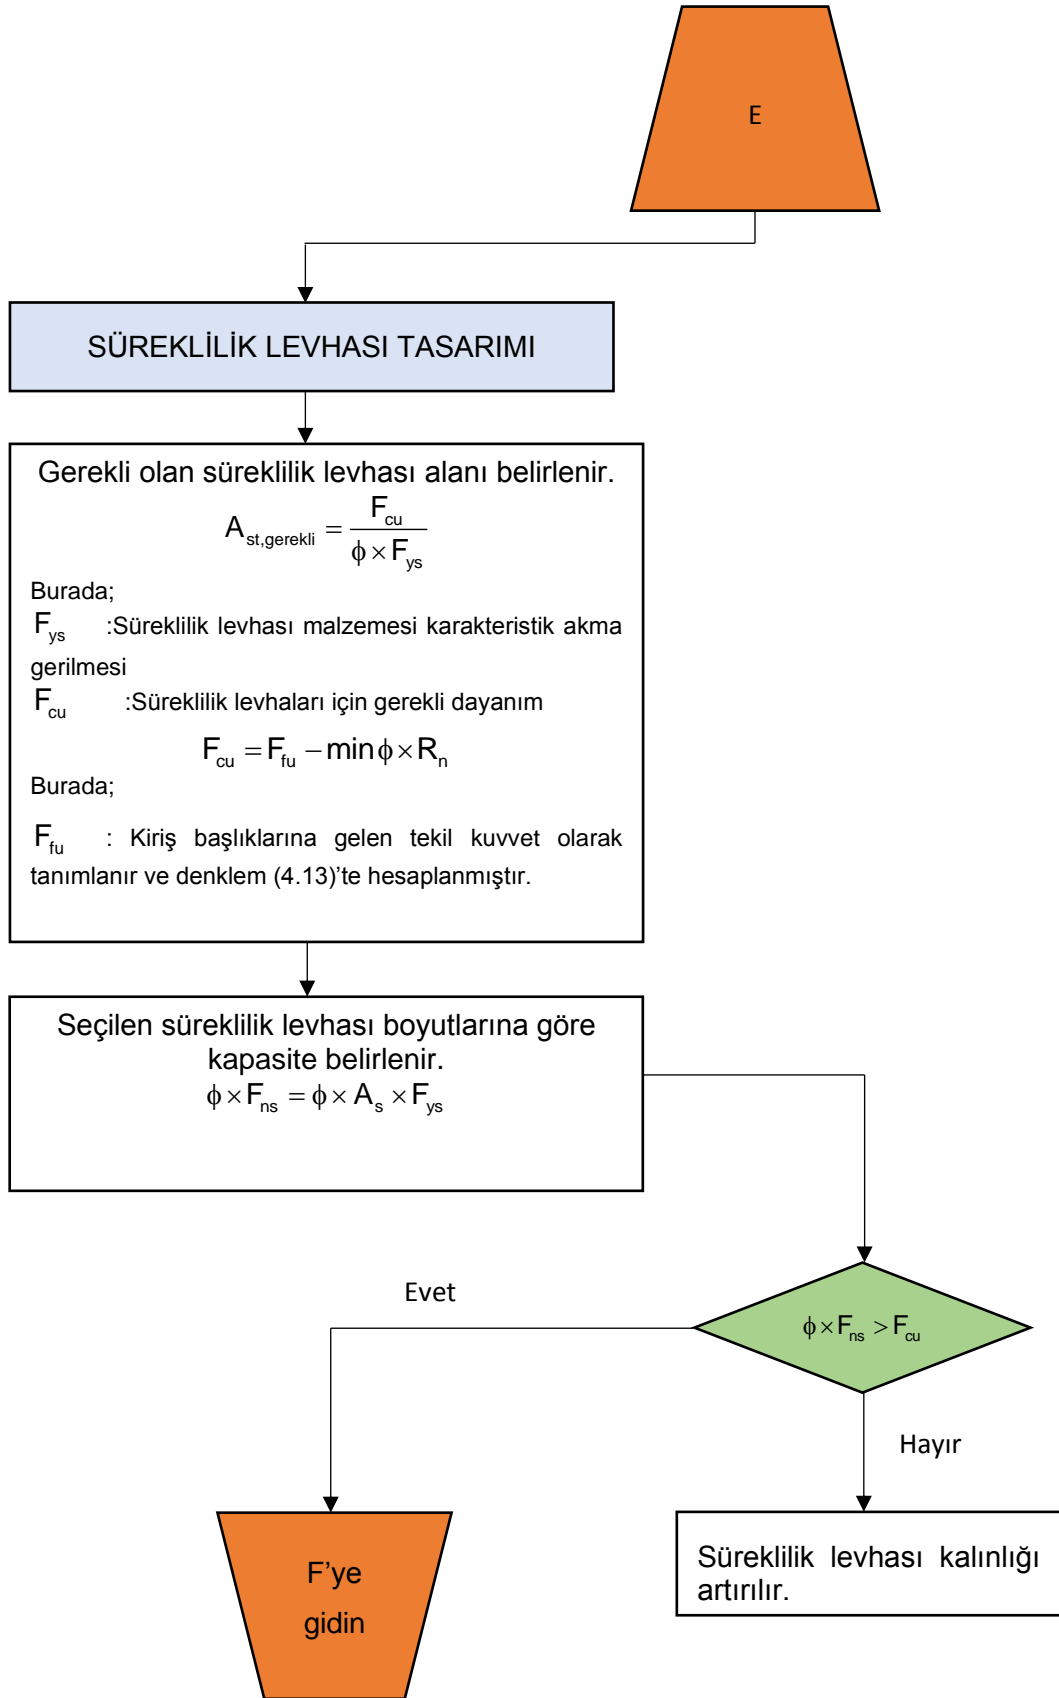 E
SÜREKLİLİK LEVHASI TASARIMI
Gerekli olan süreklilik levhası alanı belirlenir.
A_st,gerekli = F_cu / (ϕ × F_ys)
Burada;
F_ys :Süreklilik levhası malzemesi karakteristik akma
gerilmesi
F_cu :Süreklilik levhaları için gerekli dayanım
F_cu = F_fu − min ϕ × R_n
Burada;
F_fu : Kiriş başlıklarına gelen tekil kuvvet olarak
tanımlanır ve denklem (4.13)’te hesaplanmıştır.
Seçilen süreklilik levhası boyutlarına göre
kapasite belirlenir.
ϕ × F_ns = ϕ × A_s × F_ys
Evet
ϕ × F_ns > F_cu
Hayır
Süreklilik levhası kalınlığı
artırılır.
F’ye
gidin